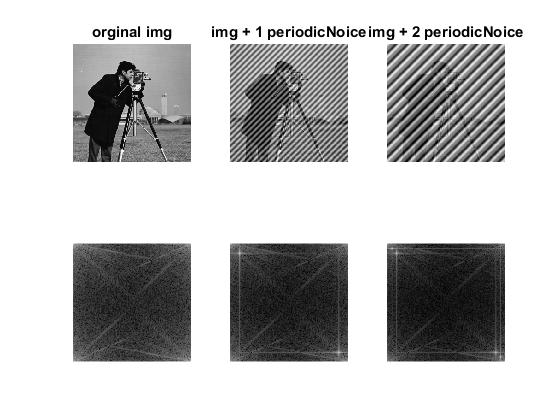 orginal img
img + 1 periodicNoice
img + 2 periodicNoice